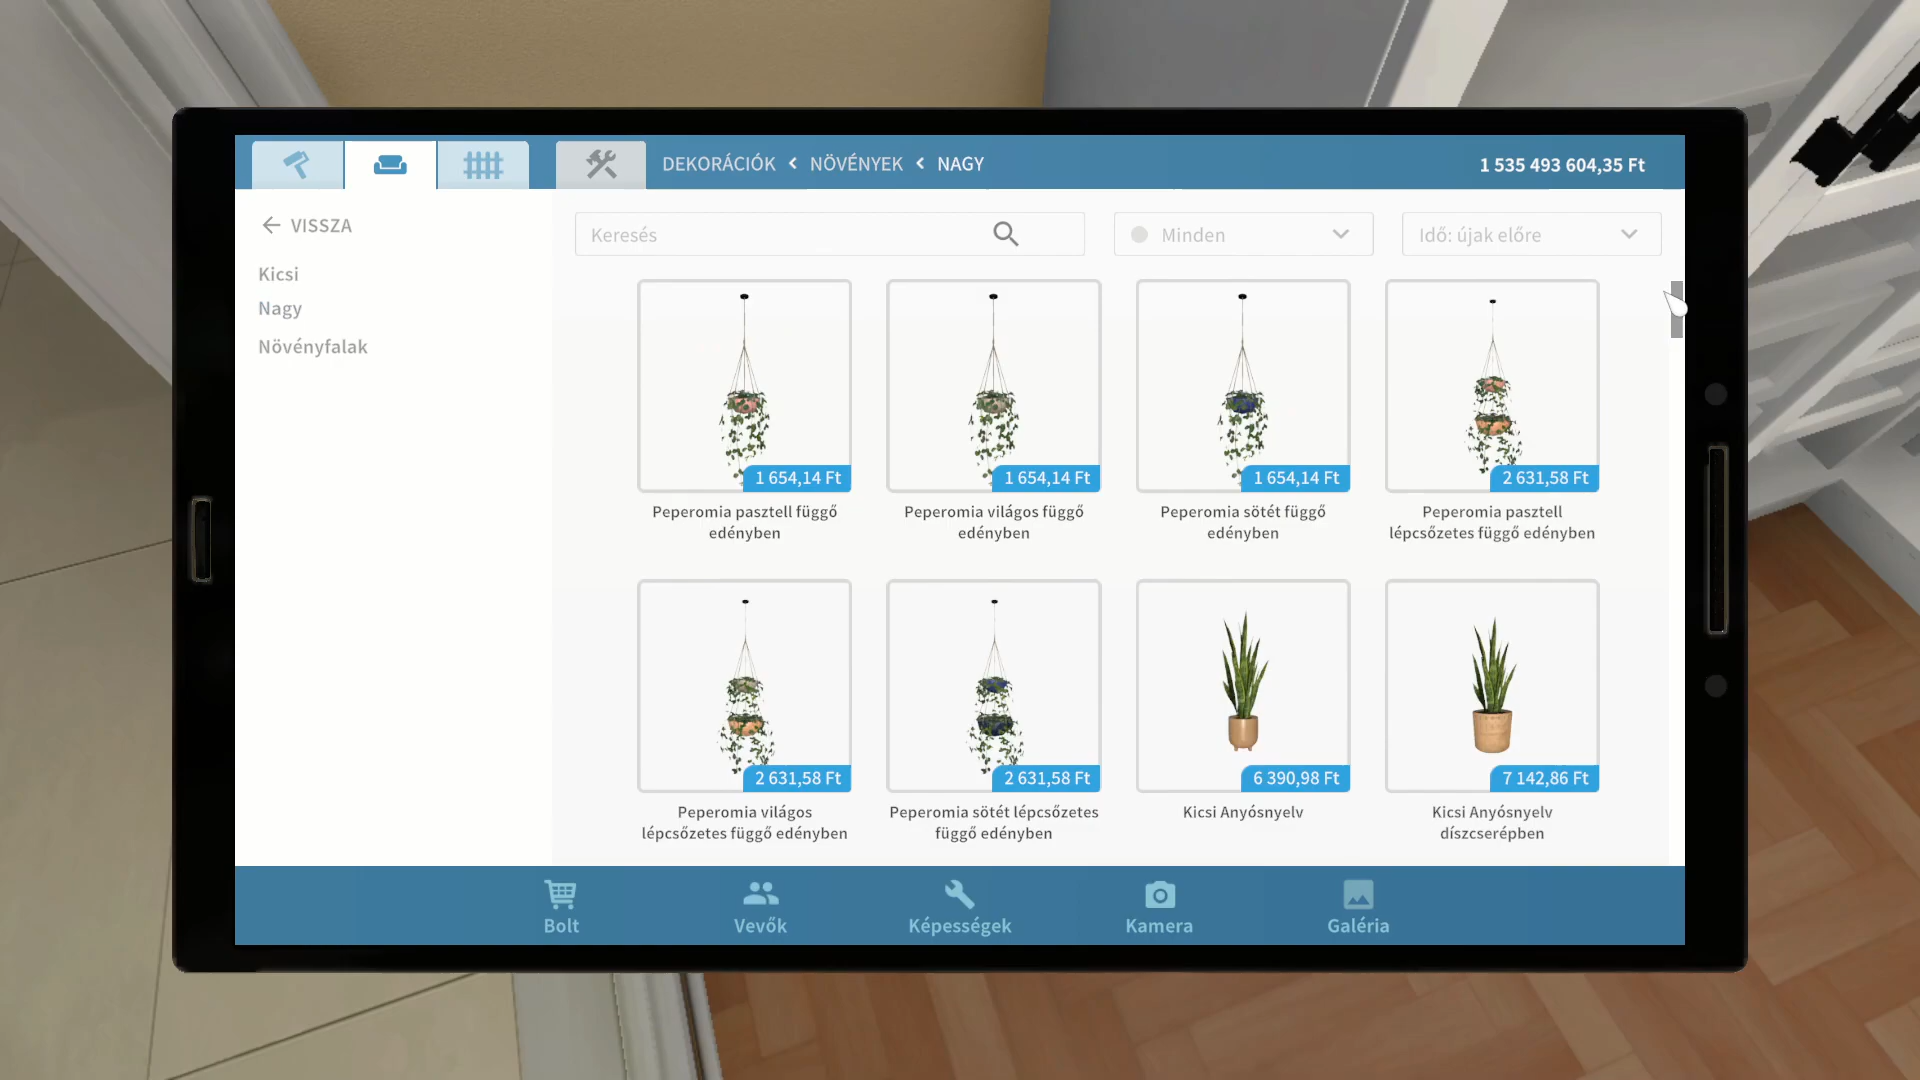 DEKORÁCIÓK < NÖVÉNYEK < NAGY
1 535 493 604,35 Ft
VISSZA
Kicsi
Nagy
Növényfalak
Keresés
Minden
Idő: újak előre
1 654,14 Ft
1 654,14 Ft
1 654,14 Ft
2 631,58 Ft
Peperomia pasztell függő
edényben
Peperomia világos függő
edényben
Peperomia sötét függő
edényben
Peperomia pasztell
lépcsőzetes függő edényben
2 631,58 Ft
2 631,58 Ft
6 390,98 Ft
7 142,86 Ft
Peperomia világos
lépcsőzetes függő edényben
Peperomia sötét lépcsőzetes
függő edényben
Kicsi Anyósnyelv
Kicsi Anyósnyelv
díszcserépben
Bolt
Vevők
Képességek
Kamera
Galéria